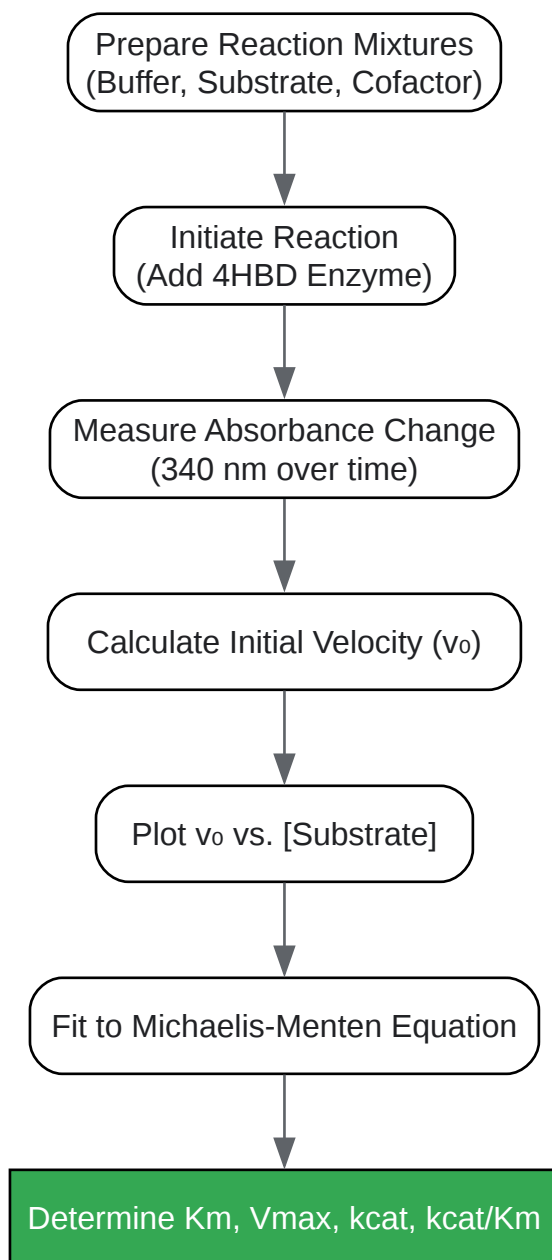 Prepare Reaction Mixtures
(Buffer, Substrate, Cofactor)
Initiate Reaction
(Add 4HBD Enzyme)
Measure Absorbance Change
(340 nm over time)
Calculate Initial Velocity (v₀)
Plot v₀ vs. [Substrate]
Fit to Michaelis-Menten Equation
Determine Km, Vmax, kcat, kcat/Km